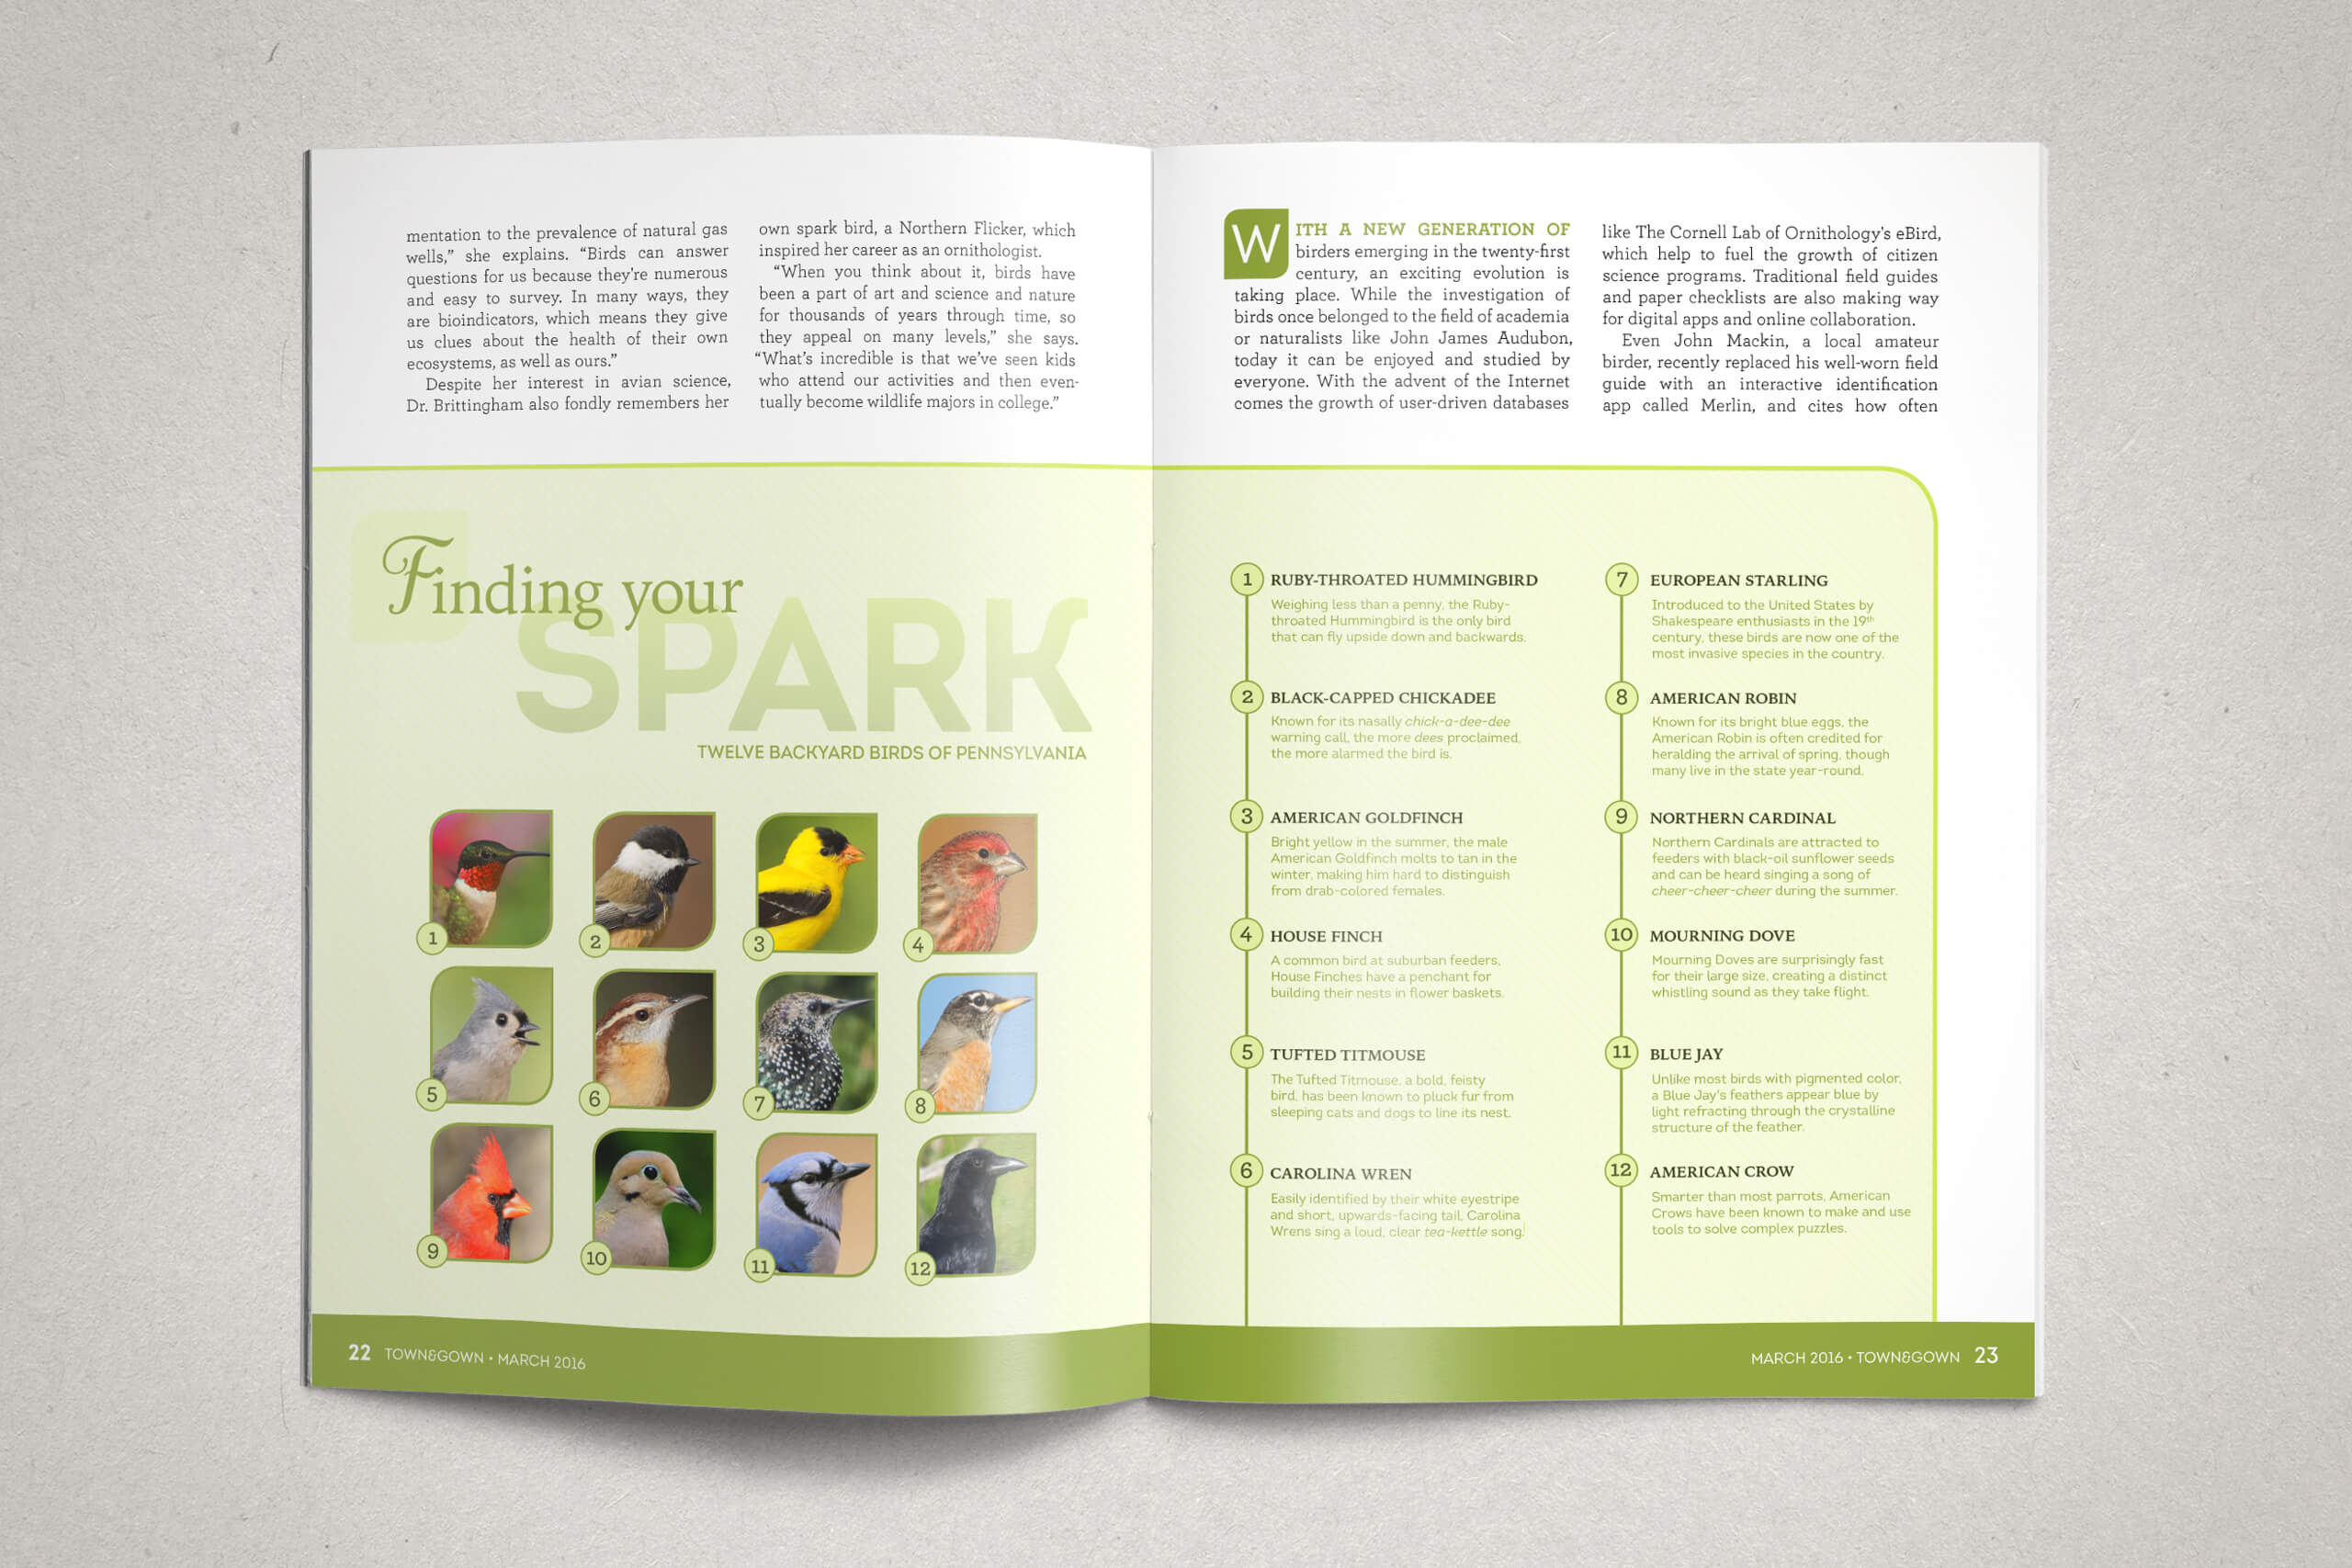 mentation to the prevalence of natural gas
wells,” she explains. “Birds can answer
questions for us because they’re numerous
and easy to survey. In many ways, they
are bioindicators, which means they give
us clues about the health of their own
ecosystems, as well as ours.”
Despite her interest in avian science,
Dr. Brittingham also fondly remembers her
own spark bird, a Northern Flicker, which
inspired her career as an ornithologist.
“When you think about it, birds have
been a part of art and science and nature
for thousands of years through time, so
they appeal on many levels,” she says.
“What’s incredible is that we’ve seen kids
who attend our activities and then even-
tually become wildlife majors in college.”
Finding your
SPARK
TWELVE BACKYARD BIRDS OF PENNSYLVANIA
1
2
3
4
5
6
7
8
9
10
11
12
22 TOWN&GOWN • MARCH 2016
WITH A NEW GENERATION OF
birders emerging in the twenty-first
century, an exciting evolution is
taking place. While the investigation of
birds once belonged to the field of academia
or naturalists like John James Audubon,
today it can be enjoyed and studied by
everyone. With the advent of the Internet
comes the growth of user-driven databases
like The Cornell Lab of Ornithology’s eBird,
which help to fuel the growth of citizen
science programs. Traditional field guides
and paper checklists are also making way
for digital apps and online collaboration.
Even John Mackin, a local amateur
birder, recently replaced his well-worn field
guide with an interactive identification
app called Merlin, and cites how often
1 RUBY-THROATED HUMMINGBIRD
Weighing less than a penny, the Ruby-
throated Hummingbird is the only bird
that can fly upside down and backwards.
2 BLACK-CAPPED CHICKADEE
Known for its nasally chick-a-dee-dee
warning call, the more dees proclaimed,
the more alarmed the bird is.
3 AMERICAN GOLDFINCH
Bright yellow in the summer, the male
American Goldfinch molts to tan in the
winter, making him hard to distinguish
from drab-colored females.
4 HOUSE FINCH
A common bird at suburban feeders,
House Finches have a penchant for
building their nests in flower baskets.
5 TUFTED TITMOUSE
The Tufted Titmouse, a bold, feisty
bird, has been known to pluck fur from
sleeping cats and dogs to line its nest.
6 CAROLINA WREN
Easily identified by their white eyestripe
and short, upwards-facing tail, Carolina
Wrens sing a loud, clear tea-kettle song!
7 EUROPEAN STARLING
Introduced to the United States by
Shakespeare enthusiasts in the 19th
century, these birds are now one of the
most invasive species in the country.
8 AMERICAN ROBIN
Known for its bright blue eggs, the
American Robin is often credited for
heralding the arrival of spring, though
many live in the state year-round.
9 NORTHERN CARDINAL
Northern Cardinals are attracted to
feeders with black-oil sunflower seeds
and can be heard singing a song of
cheer-cheer-cheer during the summer.
10 MOURNING DOVE
Mourning Doves are surprisingly fast
for their large size, creating a distinct
whistling sound as they take flight.
11 BLUE JAY
Unlike most birds with pigmented color,
a Blue Jay's feathers appear blue by
light refracting through the crystalline
structure of the feather.
12 AMERICAN CROW
Smarter than most parrots, American
Crows have been known to make and use
tools to solve complex puzzles.
MARCH 2016 • TOWN&GOWN 23